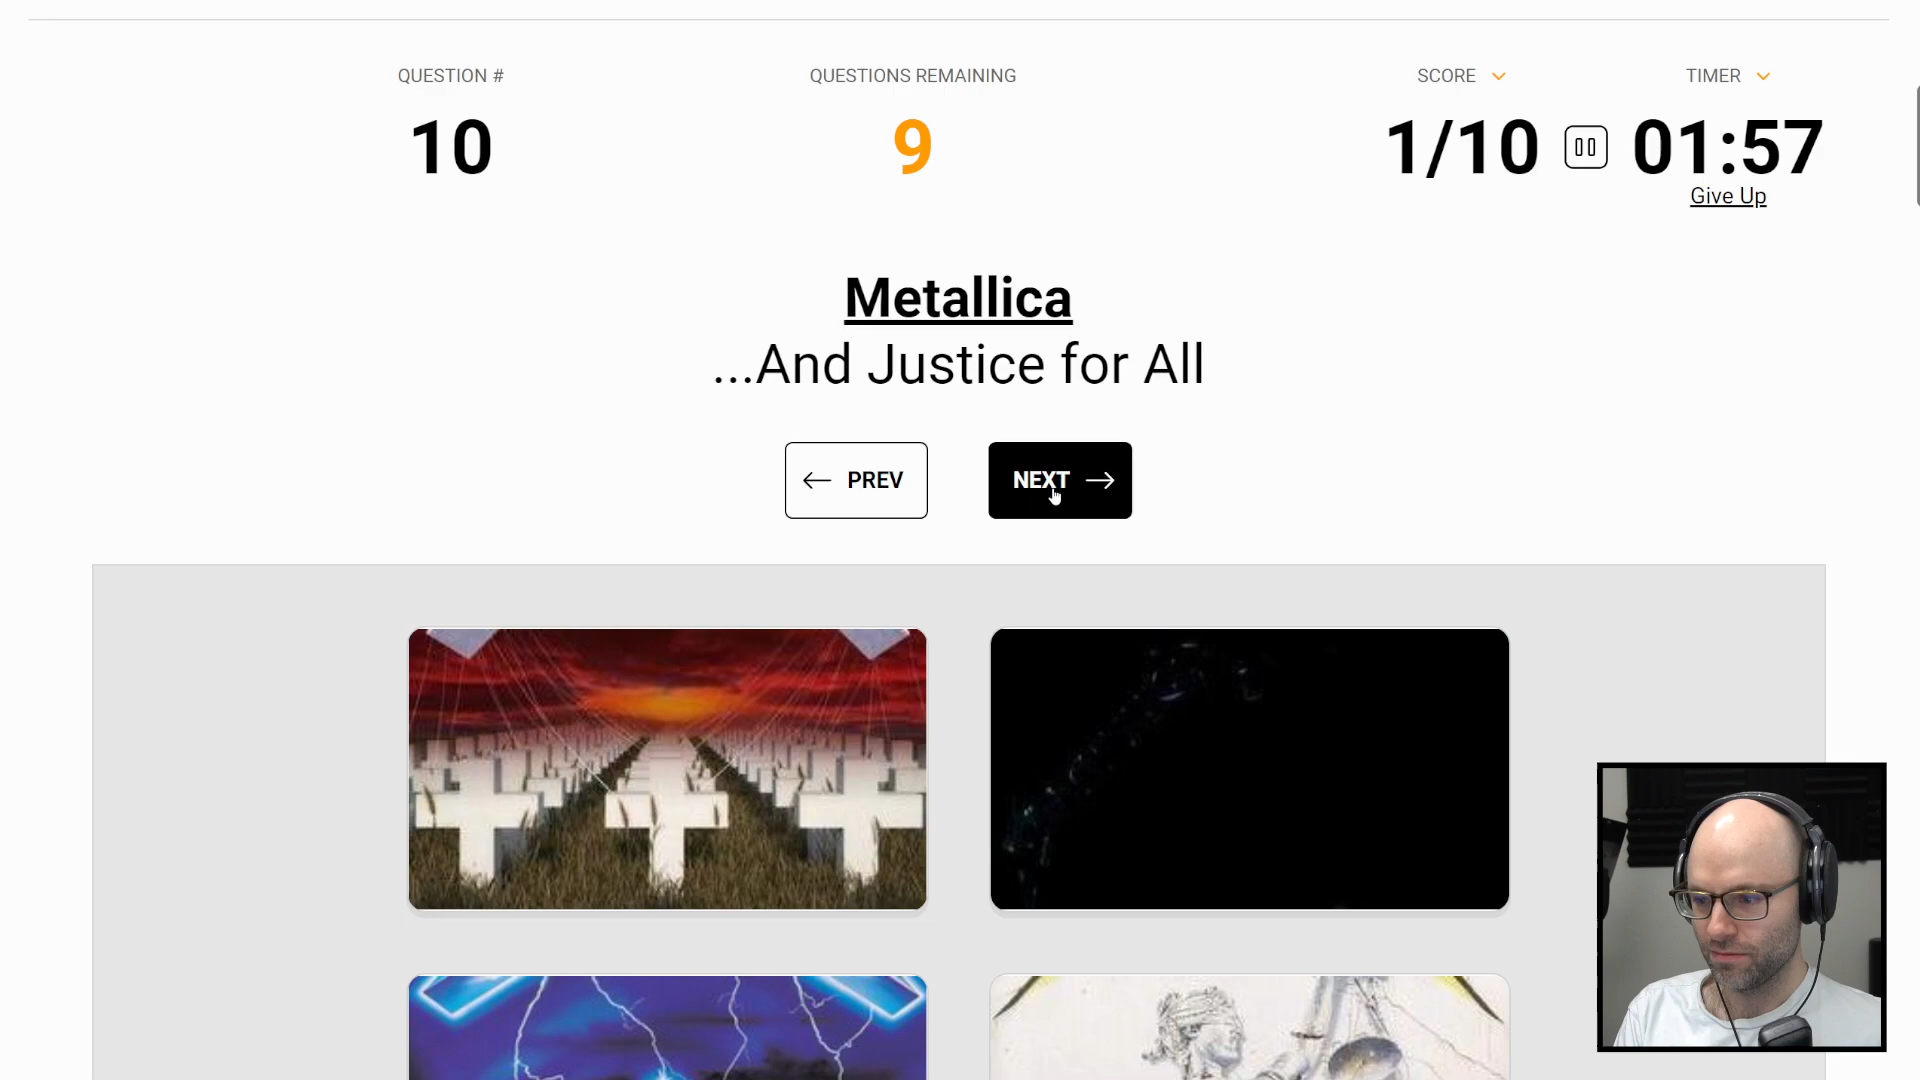 QUESTION #
QUESTIONS REMAINING
SCORE
TIMER
10
9
1/10
01:57
Give Up
Metallica
...And Justice for All
PREV
NEXT